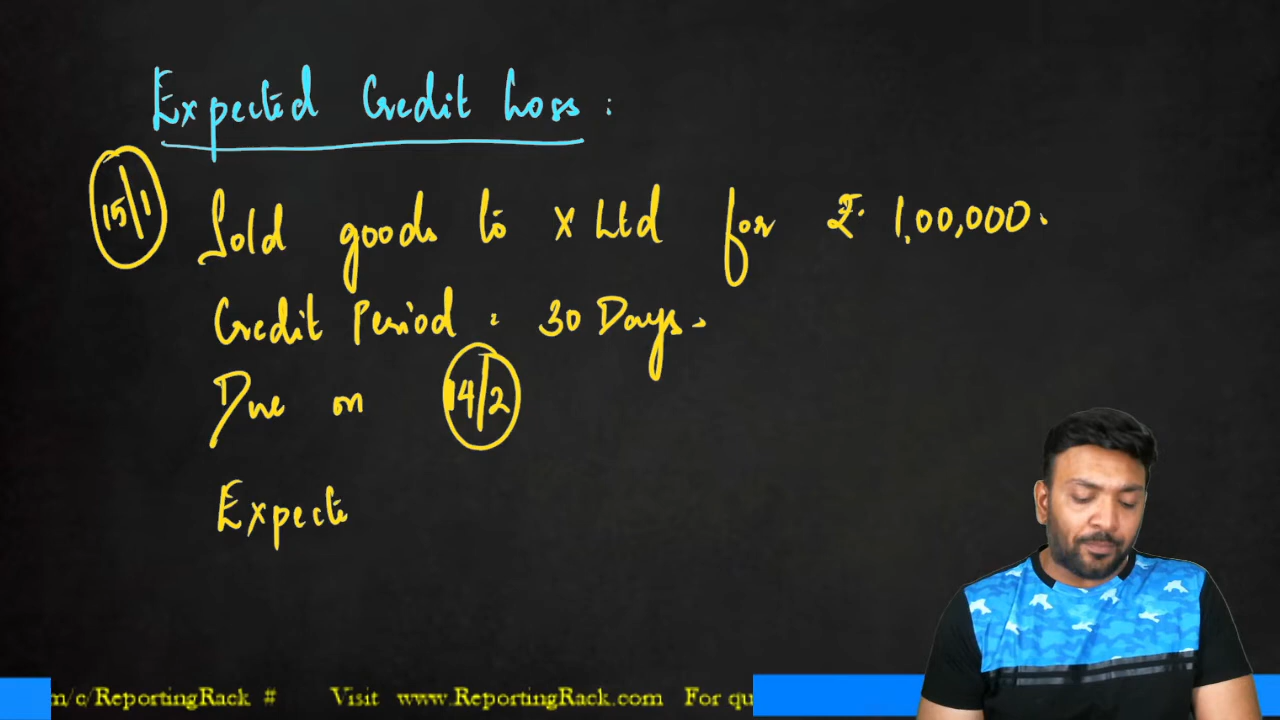 Expected Credit Loss :
15/1 Sold goods to X Ltd for ₹. 1,00,000.
Credit Period : 30 Days.
Due on 14/2
Expecte
m/c/ReportingRack # Visit www.ReportingRack.com For qu